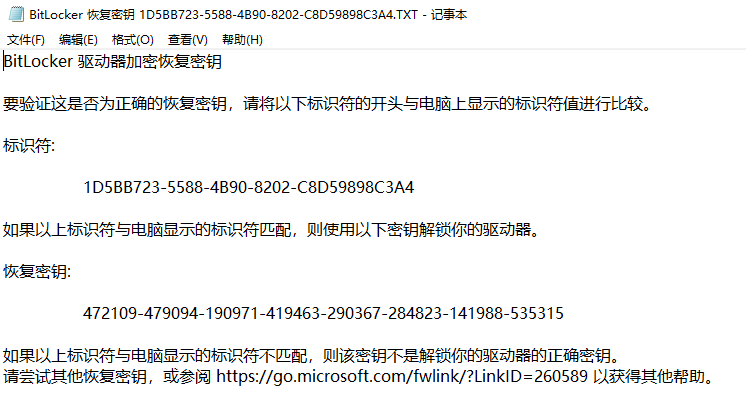 BitLocker 恢复密钥 1D5BB723-5588-4B90-8202-C8D59898C3A4.TXT - 记事本
文件(F) 编辑(E) 格式(O) 查看(V) 帮助(H)
BitLocker 驱动器加密恢复密钥
要验证这是否为正确的恢复密钥，请将以下标识符的开头与电脑上显示的标识符值进行比较。
标识符:
1D5BB723-5588-4B90-8202-C8D59898C3A4
如果以上标识符与电脑显示的标识符匹配，则使用以下密钥解锁你的驱动器。
恢复密钥:
472109-479094-190971-419463-290367-284823-141988-535315
如果以上标识符与电脑显示的标识符不匹配，则该密钥不是解锁你的驱动器的正确密钥。
请尝试其他恢复密钥，或参阅 https://go.microsoft.com/fwlink/?LinkID=260589 以获得其他帮助。